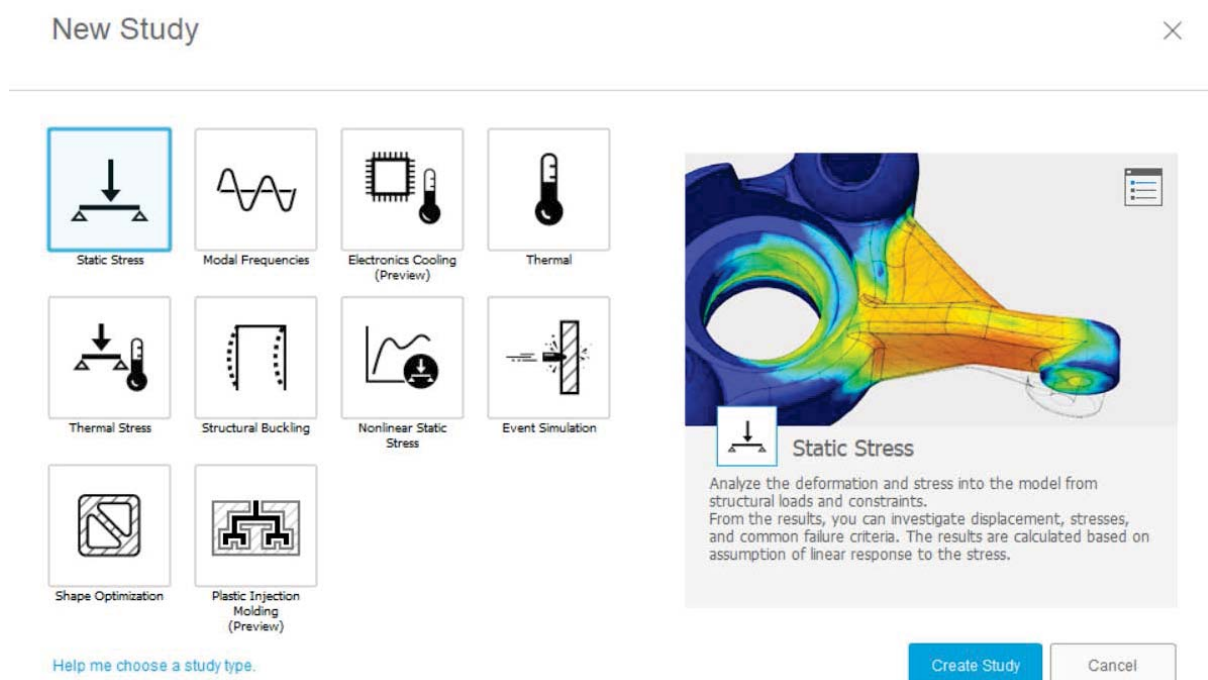 New Study
Static Stress
Modal Frequencies
Electronics Cooling
(Preview)
Thermal
Thermal Stress
Structural Buckling
Nonlinear Static
Stress
Event Simulation
Shape Optimization
Plastic Injection
Molding
(Preview)
Static Stress
Analyze the deformation and stress into the model from
structural loads and constraints.
From the results, you can investigate displacement, stresses,
and common failure criteria. The results are calculated based on
assumption of linear response to the stress.
Help me choose a study type.
Create Study
Cancel